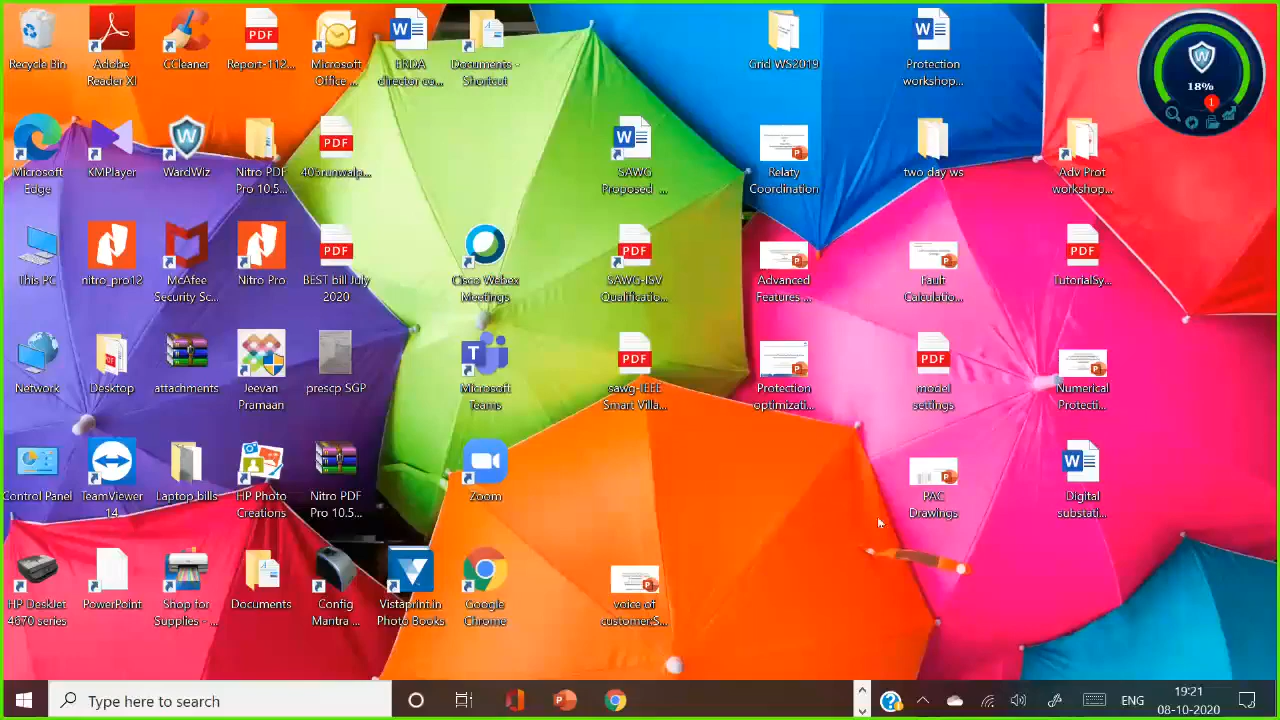 Recycle Bin
Adobe
Reader XI
CCleaner
PDF
Report-112...
Microsoft
Office ...
ERDA
director co...
Documents -
Shortcut
Grid WS2019
Protection
workshop...
18%
1
Microsoft
Edge
KMPlayer
WardWiz
Nitro PDF
Pro 10.5...
PDF
405runwalp...
SAWG
Proposed ...
Relaty
Coordination
two day ws
Adv Prot
workshop...
This PC
nitro_pro12
McAfee
Security Sc...
Nitro Pro
PDF
BEST bill July
2020
Cisco Webex
Meetings
PDF
SAWG-ISV
Qualificatio...
Advanced
Features ...
Fault
Calculatio...
PDF
TutorialSy...
Network
Desktop
attachments
Jeevan
Pramaan
prescp SGP
Microsoft
Teams
PDF
sawg-IEEE
Smart Villa...
Protection
optimizati...
PDF
model
settings
Numerical
Protecti...
Control Panel
TeamViewer
14
Laptop bills
HP Photo
Creations
Nitro PDF
Pro 10.5...
Zoom
PAC
Drawings
Digital
substati...
HP DeskJet
4670 series
PowerPoint
Shop for
Supplies - ...
Documents
Config
Mantra ...
Vistaprint.in
Photo Books
Google
Chrome
voice of
customer.S...
Type here to search
ENG
19:21
08-10-2020